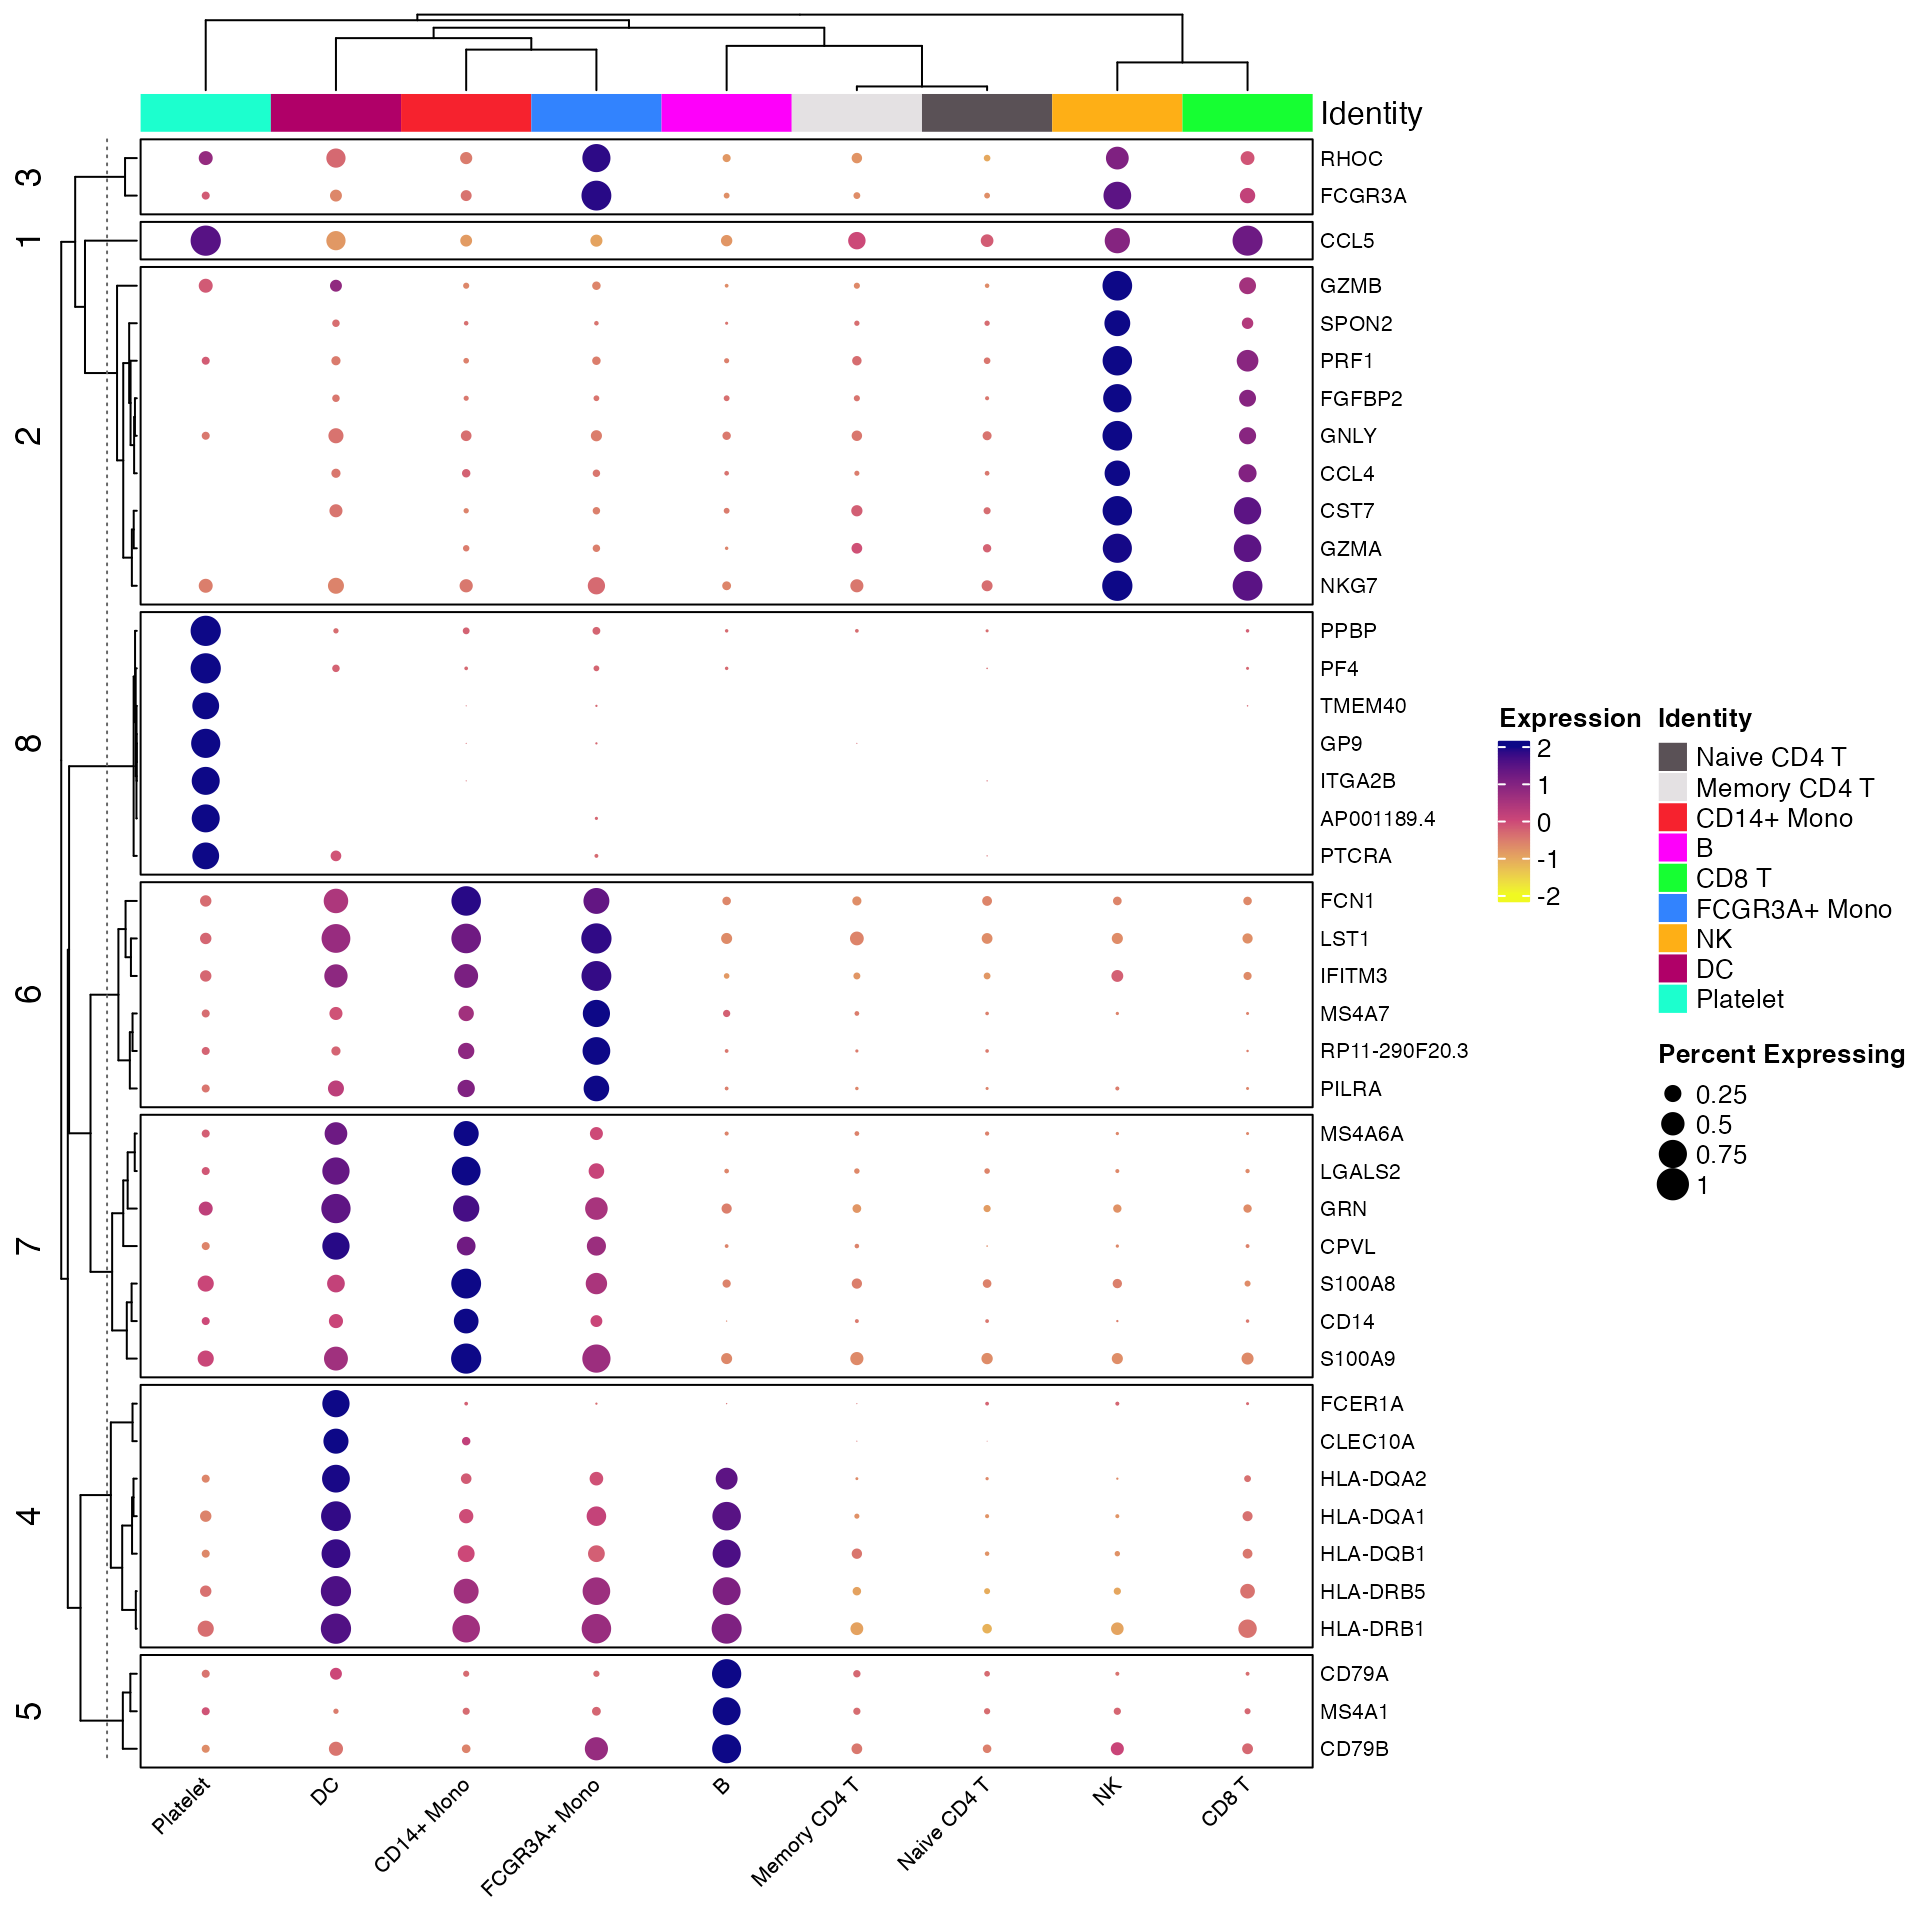 Identity
3
RHOC
FCGR3A
1
CCL5
2
GZMB
SPON2
PRF1
FGFBP2
GNLY
CCL4
CST7
GZMA
NKG7
8
PPBP
PF4
TMEM40
GP9
ITGA2B
AP001189.4
PTCRA
6
FCN1
LST1
IFITM3
MS4A7
RP11-290F20.3
PILRA
7
MS4A6A
LGALS2
GRN
CPVL
S100A8
CD14
S100A9
4
FCER1A
CLEC10A
HLA-DQA2
HLA-DQA1
HLA-DQB1
HLA-DRB5
HLA-DRB1
5
CD79A
MS4A1
CD79B
Platelet
DC
CD14+ Mono
FCGR3A+ Mono
B
Memory CD4 T
Naive CD4 T
NK
CD8 T
Expression
2
1
0
-1
-2
Identity
Naive CD4 T
Memory CD4 T
CD14+ Mono
B
CD8 T
FCGR3A+ Mono
NK
DC
Platelet
Percent Expressing
0.25
0.5
0.75
1